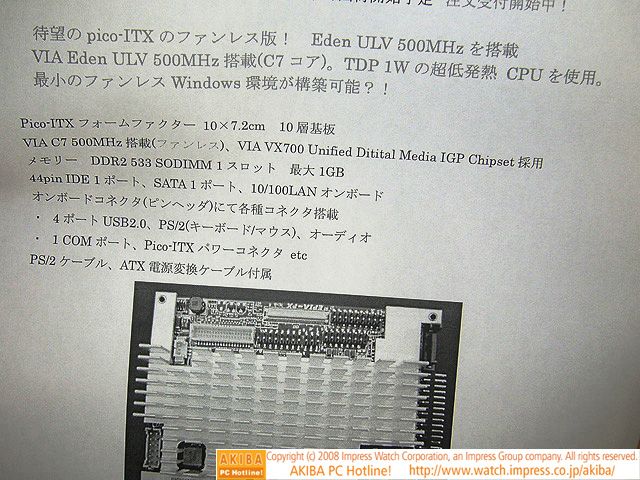 注文受付開始中！
待望の pico-ITX のファンレス版！ Eden ULV 500MHz を搭載
VIA Eden ULV 500MHz 搭載(C7 コア)。TDP 1W の超低発熱 CPU を使用。
最小のファンレス Windows 環境が構築可能？！
Pico-ITX フォームファクター 10×7.2cm 10 層基板
VIA C7 500MHz 搭載(ファンレス)、VIA VX700 Unified Ditital Media IGP Chipset 採用
メモリー DDR2 533 SODIMM 1 スロット 最大 1GB
44pin IDE 1 ポート、SATA 1 ポート、10/100LAN オンボード
オンボードコネクタ(ピンヘッダ)にて各種コネクタ搭載
・ 4 ポート USB2.0、PS/2(キーボード/マウス)、オーディオ
・ 1 COM ポート、Pico-ITX パワーコネクタ etc
PS/2 ケーブル、ATX 電源変換ケーブル付属
AKIBA
PC Hotline!
Copyright (c) 2008 Impress Watch Corporation, an Impress Group company. All rights reserved.
AKIBA PC Hotline! http://www.watch.impress.co.jp/akiba/